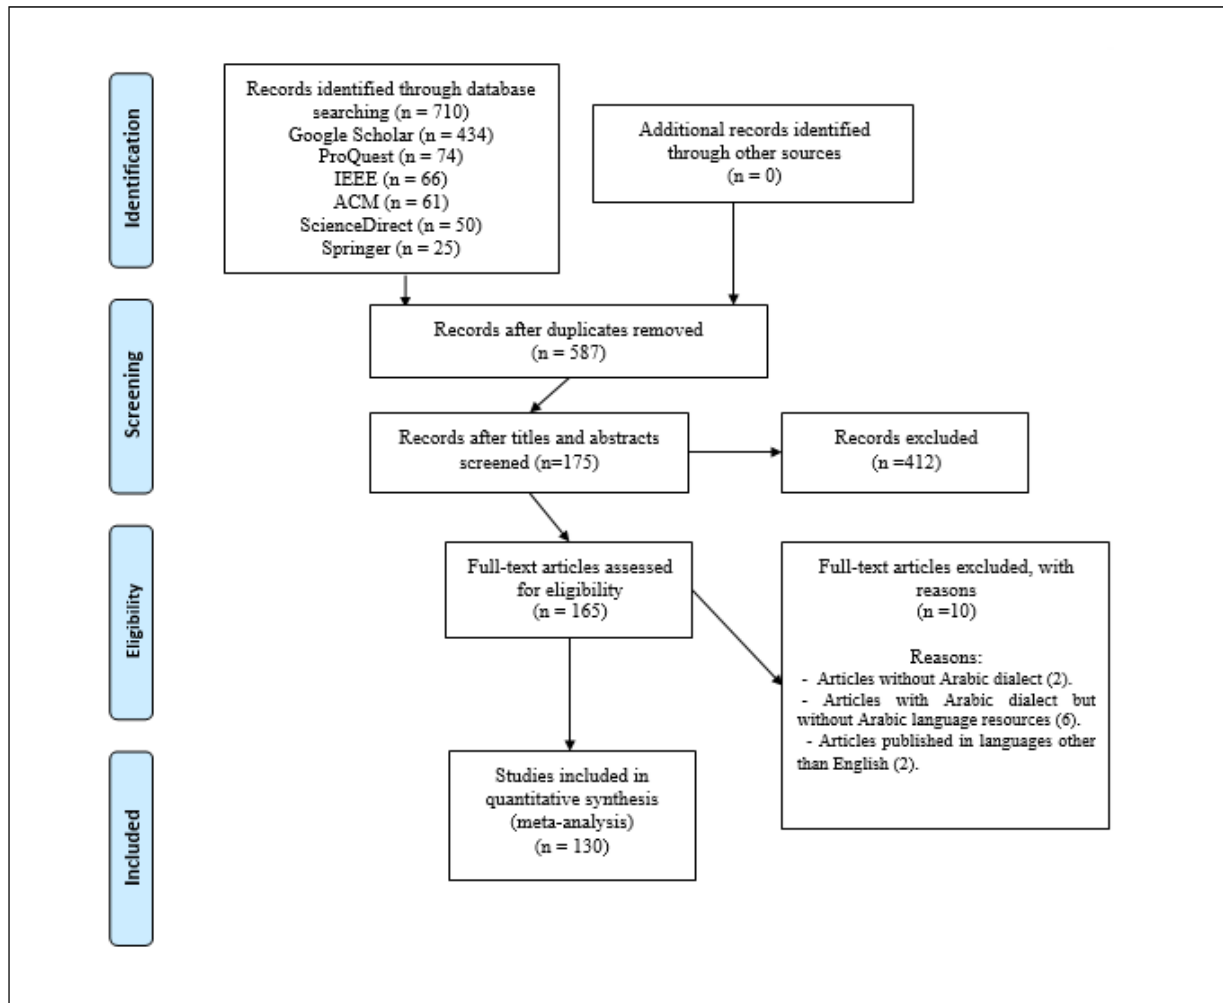 Identification
Records identified through database
searching (n = 710)
Google Scholar (n = 434)
ProQuest (n = 74)
IEEE (n = 66)
ACM (n = 61)
ScienceDirect (n = 50)
Springer (n = 25)
Additional records identified
through other sources
(n = 0)
Screening
Records after duplicates removed
(n = 587)
Records after titles and abstracts
screened (n=175)
Records excluded
(n =412)
Eligibility
Full-text articles assessed
for eligibility
(n = 165)
Full-text articles excluded, with
reasons
(n =10)
Reasons:
- Articles without Arabic dialect (2).
- Articles with Arabic dialect but
without Arabic language resources (6).
- Articles published in languages other
than English (2).
Included
Studies included in
quantitative synthesis
(meta-analysis)
(n = 130)